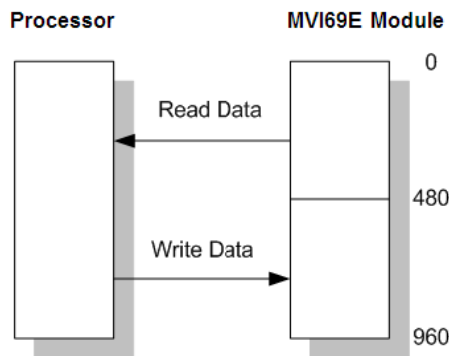 Processor
MVI69E Module
0
Read Data
480
Write Data
960